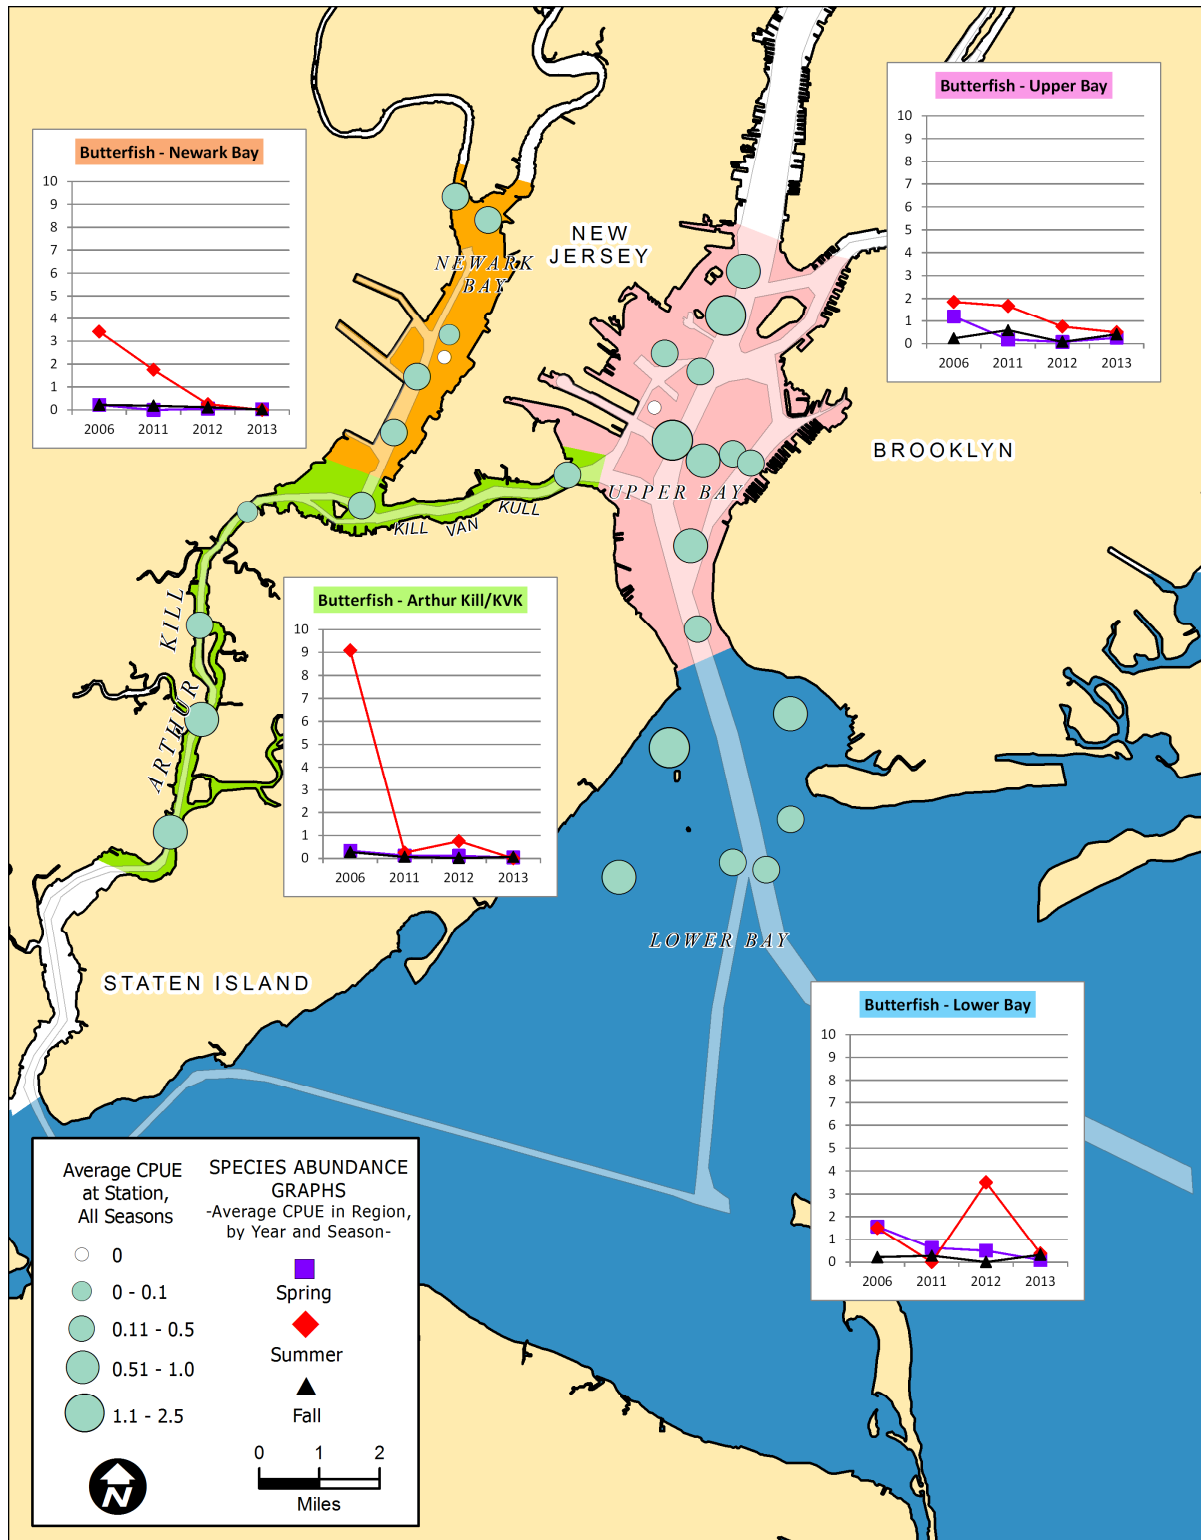 Butterfish - Upper Bay
10
9
8
7
6
5
4
3
2
1
0
2006 2011 2012 2013
Butterfish - Newark Bay
10
9
8
7
6
5
4
3
2
1
0
2006 2011 2012 2013
NEW
JERSEY
NEWARK
BAY
BROOKLYN
UPPER BAY
KILL VAN KULL
ARTHUR KILL
Butterfish - Arthur Kill/KVK
10
9
8
7
6
5
4
3
2
1
0
2006 2011 2012 2013
LOWER BAY
STATEN ISLAND
Butterfish - Lower Bay
10
9
8
7
6
5
4
3
2
1
0
2006 2011 2012 2013
Average CPUE
at Station,
All Seasons
0
0 - 0.1
0.11 - 0.5
0.51 - 1.0
1.1 - 2.5
N
SPECIES ABUNDANCE
GRAPHS
-Average CPUE in Region,
by Year and Season-
Spring
Summer
Fall
0 1 2
Miles